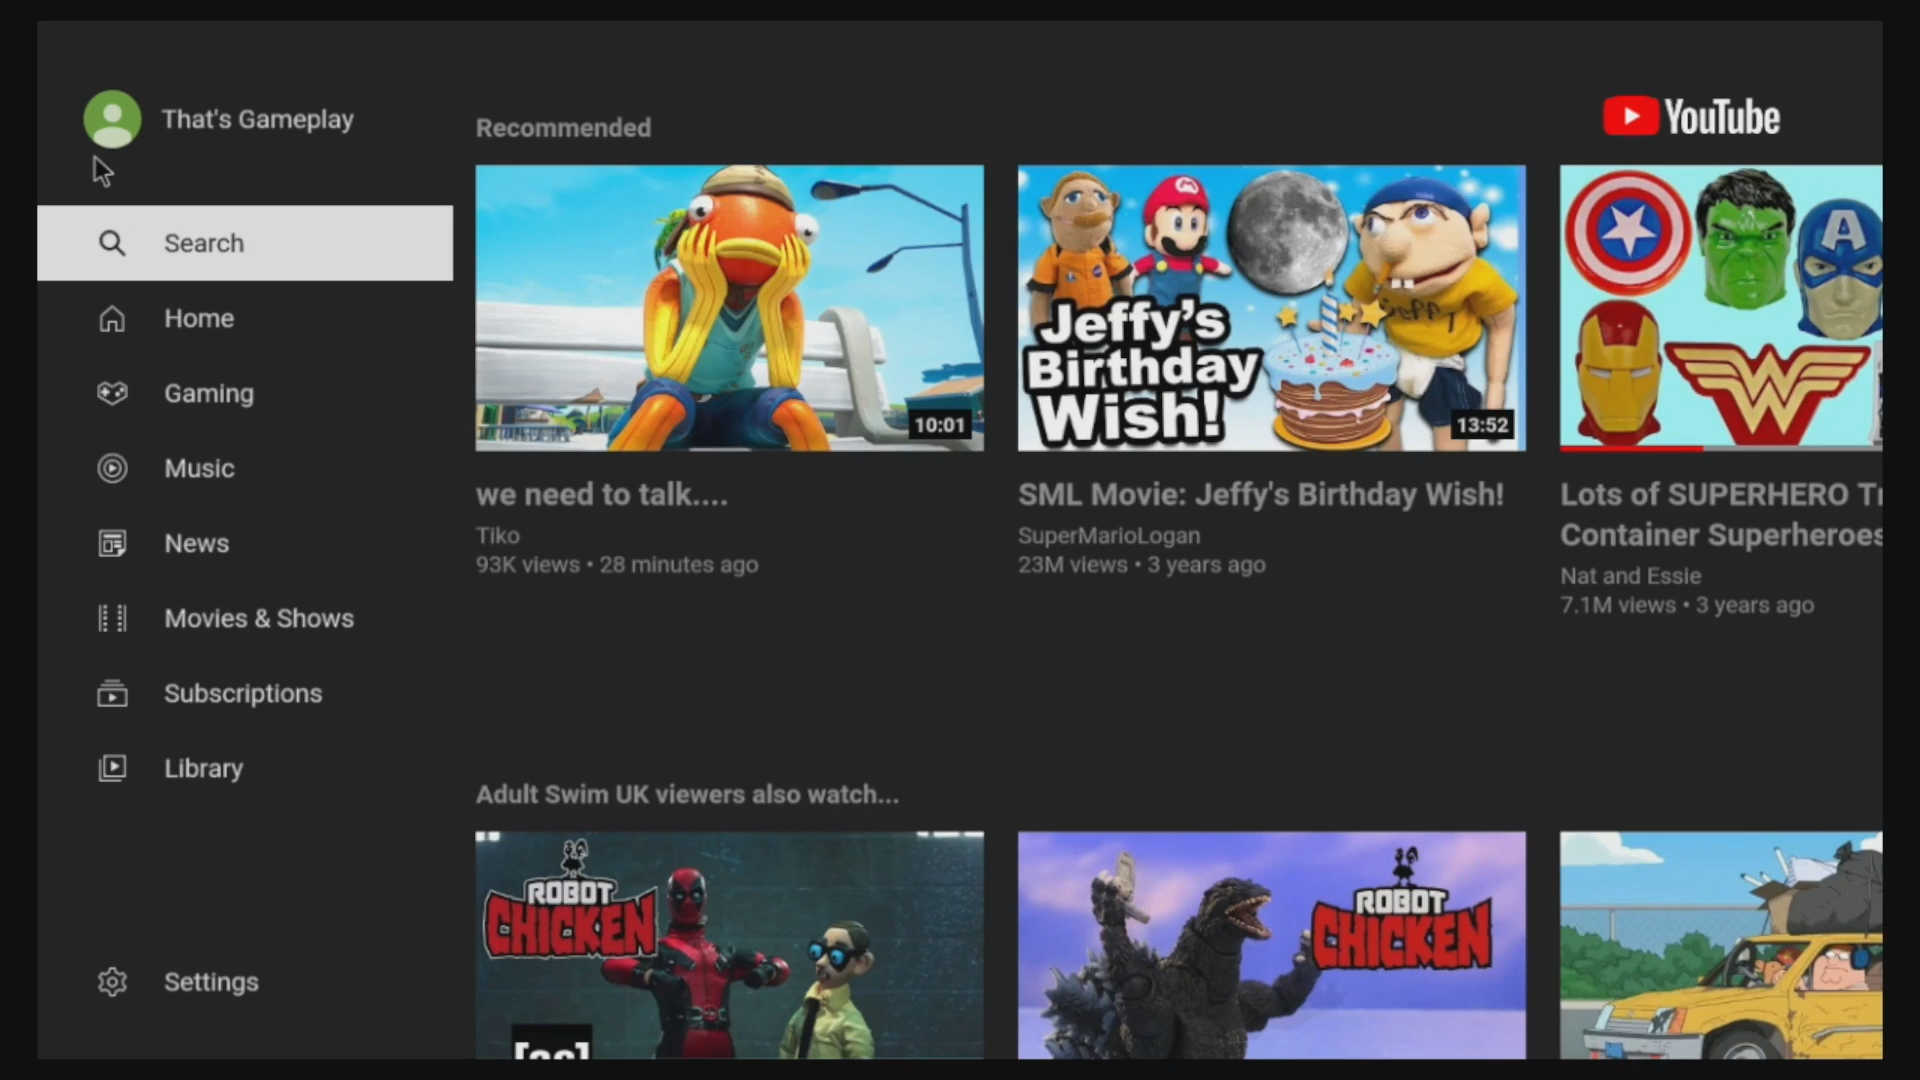 That's Gameplay
Search
Home
Gaming
Music
News
Movies & Shows
Subscriptions
Library
Settings
YouTube
Recommended
10:01
we need to talk....
Tiko
93K views • 28 minutes ago
Jeffy's
Birthday
Wish!
13:52
SML Movie: Jeffy's Birthday Wish!
SuperMarioLogan
23M views • 3 years ago
Lots of SUPERHERO
Container Superheroes
Nat and Essie
7.1M views • 3 years ago
Adult Swim UK viewers also watch...
ROBOT
CHICKEN
ROBOT
CHICKEN